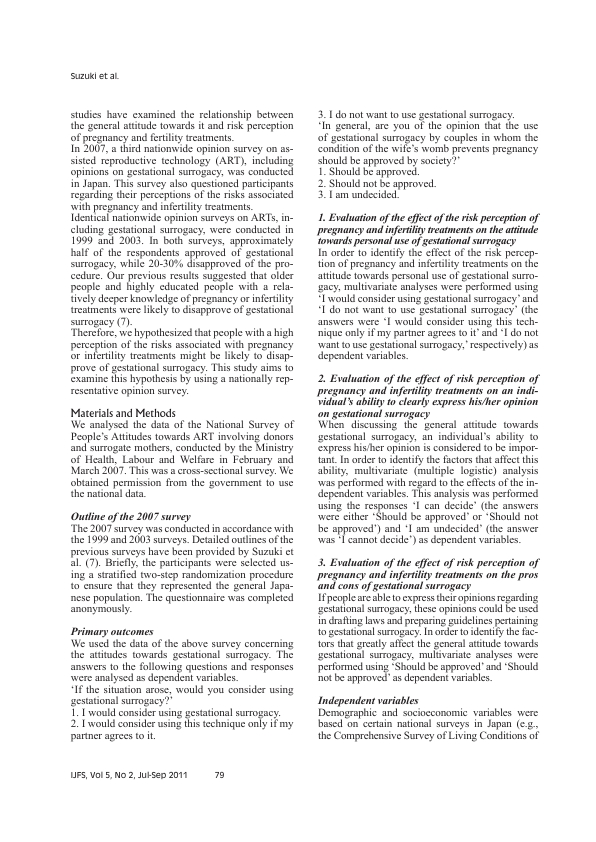 Suzuki et al.
studies have examined the relationship between
the general attitude towards it and risk perception
of pregnancy and fertility treatments.
In 2007, a third nationwide opinion survey on as-
sisted reproductive technology (ART), including
opinions on gestational surrogacy, was conducted
in Japan. This survey also questioned participants
regarding their perceptions of the risks associated
with pregnancy and infertility treatments.
Identical nationwide opinion surveys on ARTs, in-
cluding gestational surrogacy, were conducted in
1999 and 2003. In both surveys, approximately
half of the respondents approved of gestational
surrogacy, while 20-30% disapproved of the pro-
cedure. Our previous results suggested that older
people and highly educated people with a rela-
tively deeper knowledge of pregnancy or infertility
treatments were likely to disapprove of gestational
surrogacy (7).
Therefore, we hypothesized that people with a high
perception of the risks associated with pregnancy
or infertility treatments might be likely to disap-
prove of gestational surrogacy. This study aims to
examine this hypothesis by using a nationally rep-
resentative opinion survey.
Materials and Methods
We analysed the data of the National Survey of
People's Attitudes towards ART involving donors
and surrogate mothers, conducted by the Ministry
of Health, Labour and Welfare in February and
March 2007. This was a cross-sectional survey. We
obtained permission from the government to use
the national data.
Outline of the 2007 survey
The 2007 survey was conducted in accordance with
the 1999 and 2003 surveys. Detailed outlines of the
previous surveys have been provided by Suzuki et
al. (7). Briefly, the participants were selected us-
ing a stratified two-step randomization procedure
to ensure that they represented the general Japa-
nese population. The questionnaire was completed
anonymously.
Primary outcomes
We used the data of the above survey concerning
the attitudes towards gestational surrogacy. The
answers to the following questions and responses
were analysed as dependent variables.
‘If the situation arose, would you consider using
gestational surrogacy?’
1. I would consider using gestational surrogacy.
2. I would consider using this technique only if my
partner agrees to it.
3. I do not want to use gestational surrogacy.
‘In general, are you of the opinion that the use
of gestational surrogacy by couples in whom the
condition of the wife's womb prevents pregnancy
should be approved by society?’
1. Should be approved.
2. Should not be approved.
3. I am undecided.
1. Evaluation of the effect of the risk perception of
pregnancy and infertility treatments on the attitude
towards personal use of gestational surrogacy
In order to identify the effect of the risk percep-
tion of pregnancy and infertility treatments on the
attitude towards personal use of gestational surro-
gacy, multivariate analyses were performed using
‘I would consider using gestational surrogacy’ and
‘I do not want to use gestational surrogacy’ (the
answers were ‘I would consider using this tech-
nique only if my partner agrees to it’ and ‘I do not
want to use gestational surrogacy,’ respectively) as
dependent variables.
2. Evaluation of the effect of risk perception of
pregnancy and infertility treatments on an indi-
vidual's ability to clearly express his/her opinion
on gestational surrogacy
When discussing the general attitude towards
gestational surrogacy, an individual's ability to
express his/her opinion is considered to be impor-
tant. In order to identify the factors that affect this
ability, multivariate (multiple logistic) analysis
was performed with regard to the effects of the in-
dependent variables. This analysis was performed
using the responses ‘I can decide’ (the answers
were either ‘Should be approved’ or ‘Should not
be approved’) and ‘I am undecided’ (the answer
was ‘I cannot decide’) as dependent variables.
3. Evaluation of the effect of risk perception of
pregnancy and infertility treatments on the pros
and cons of gestational surrogacy
If people are able to express their opinions regarding
gestational surrogacy, these opinions could be used
in drafting laws and preparing guidelines pertaining
to gestational surrogacy. In order to identify the fac-
tors that greatly affect the general attitude towards
gestational surrogacy, multivariate analyses were
performed using ‘Should be approved’ and ‘Should
not be approved’ as dependent variables.
Independent variables
Demographic and socioeconomic variables were
based on certain national surveys in Japan (e.g.,
the Comprehensive Survey of Living Conditions of
IJFS, Vol 5, No 2, Jul-Sep 2011 79